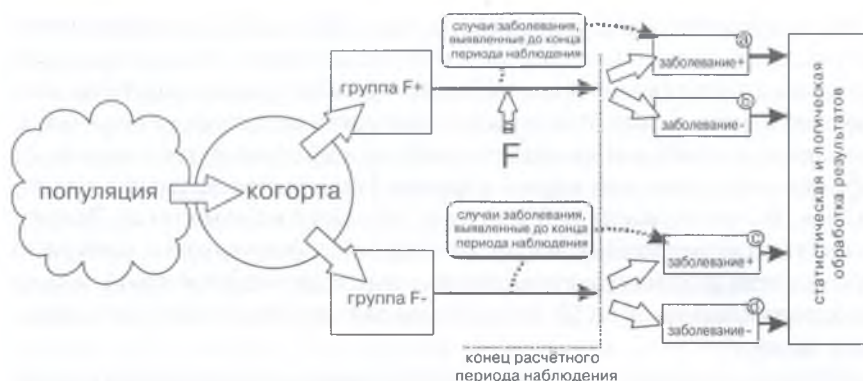 случаи заболевания,
выявленные до конца
периода наблюдения
a
заболевание+
группа F+
b
заболевание-
F
популяция
когорта
случаи заболевания,
выявленные до конца
периода наблюдения
c
заболевание +
группа F-
d
заболевание-
конец расчётного
периода наблюдения
статистическая и логическая
обработка результатов